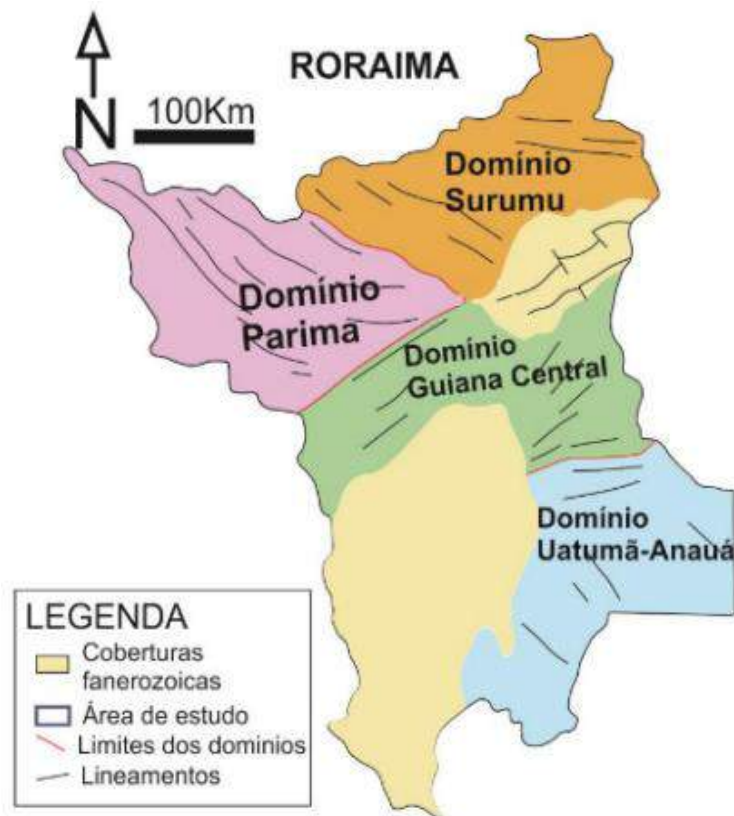 RORAIMA
N
100Km
Domínio
Surumu
Domínio
Parima
Domínio
Guiana Central
Domínio
Uatumã-Anauá
LEGENDA
Coberturas
fanerozoicas
Área de estudo
Limites dos dominios
Lineamentos